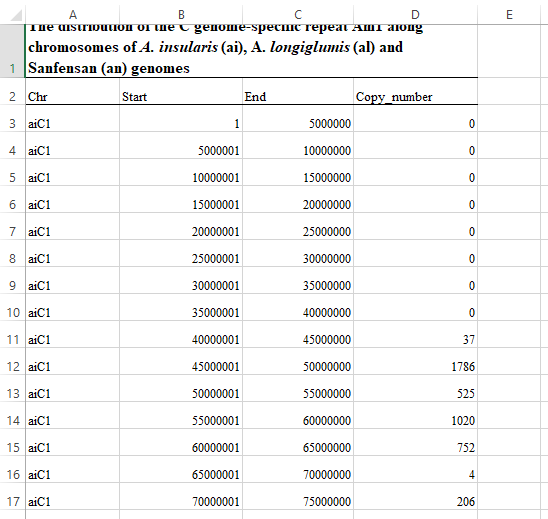 A B C D E
The distribution of the C genome-specific repeat Am1 along
chromosomes of A. insularis (ai), A. longiglumis (al) and
1 Sanfensan (an) genomes
2 Chr Start End Copy_number
3 aiC1 1 5000000 0
4 aiC1 5000001 10000000 0
5 aiC1 10000001 15000000 0
6 aiC1 15000001 20000000 0
7 aiC1 20000001 25000000 0
8 aiC1 25000001 30000000 0
9 aiC1 30000001 35000000 0
10 aiC1 35000001 40000000 0
11 aiC1 40000001 45000000 37
12 aiC1 45000001 50000000 1786
13 aiC1 50000001 55000000 525
14 aiC1 55000001 60000000 1020
15 aiC1 60000001 65000000 752
16 aiC1 65000001 70000000 4
17 aiC1 70000001 75000000 206